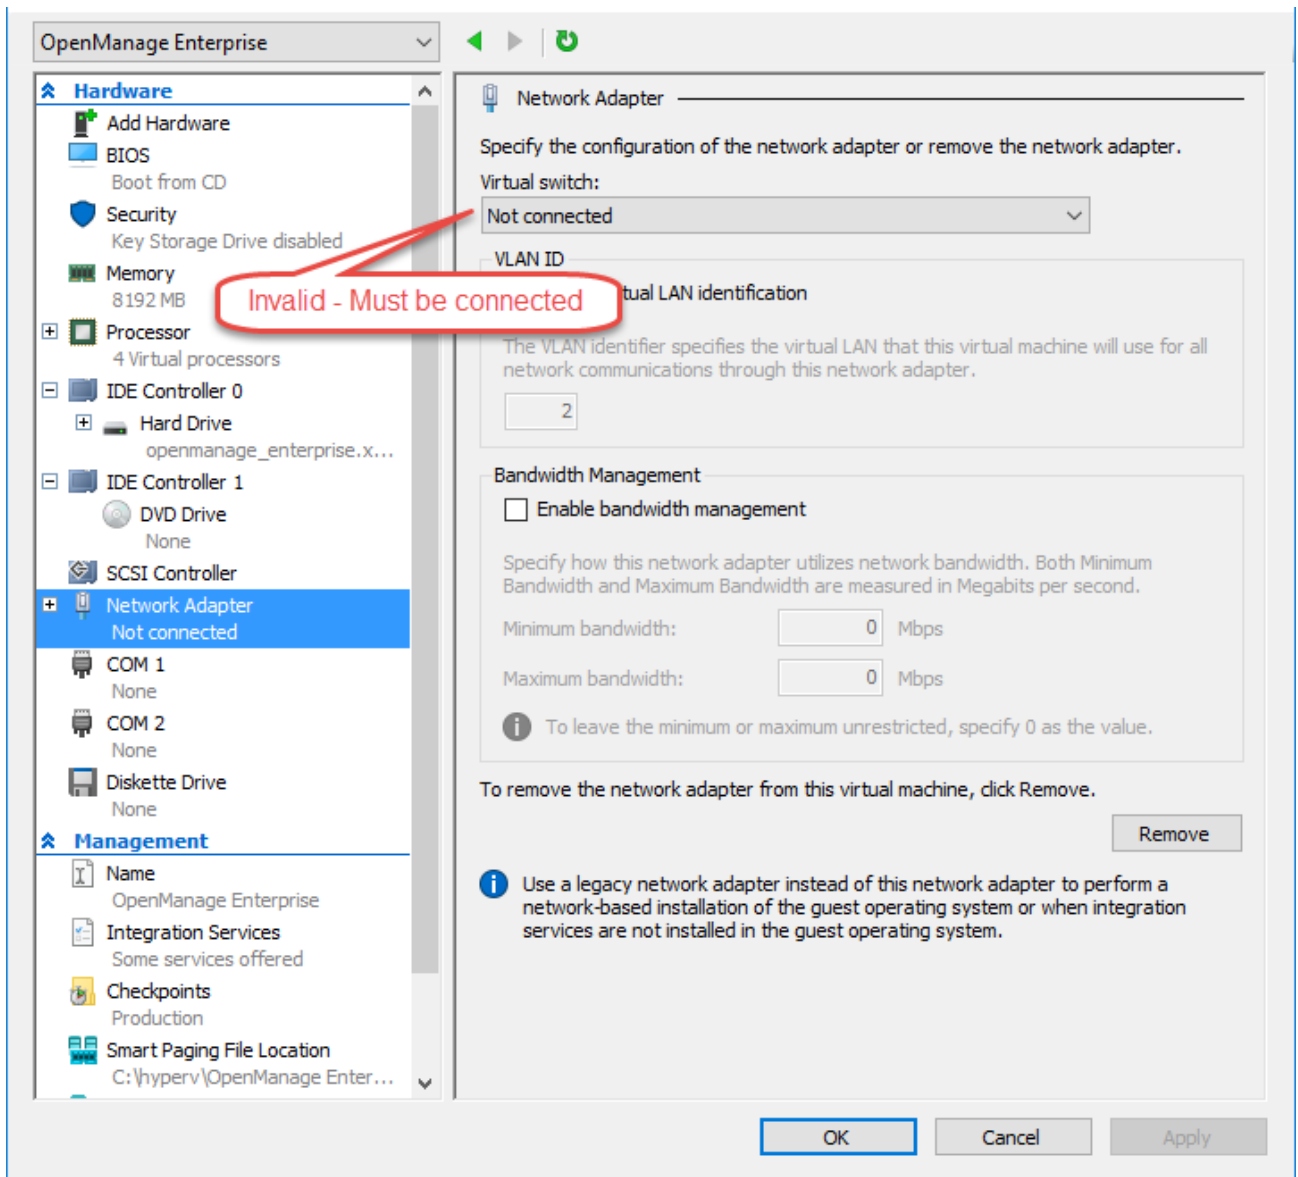 OpenManage Enterprise
Hardware
Add Hardware
BIOS
Boot from CD
Security
Key Storage Drive disabled
Memory
8192 MB
Processor
4 Virtual processors
IDE Controller 0
Hard Drive
openmanage_enterprise.x...
IDE Controller 1
DVD Drive
None
SCSI Controller
Network Adapter
Not connected
COM 1
None
COM 2
None
Diskette Drive
None
Management
Name
OpenManage Enterprise
Integration Services
Some services offered
Checkpoints
Production
Smart Paging File Location
C:\hyperv\OpenManage Enter...
Network Adapter
Specify the configuration of the network adapter or remove the network adapter.
Virtual switch:
Not connected
Invalid - Must be connected
VLAN ID
tual LAN identification
The VLAN identifier specifies the virtual LAN that this virtual machine will use for all
network communications through this network adapter.
2
Bandwidth Management
Enable bandwidth management
Specify how this network adapter utilizes network bandwidth. Both Minimum
Bandwidth and Maximum Bandwidth are measured in Megabits per second.
Minimum bandwidth: 0 Mbps
Maximum bandwidth: 0 Mbps
To leave the minimum or maximum unrestricted, specify 0 as the value.
To remove the network adapter from this virtual machine, click Remove.
Remove
Use a legacy network adapter instead of this network adapter to perform a
network-based installation of the guest operating system or when integration
services are not installed in the guest operating system.
OK Cancel Apply